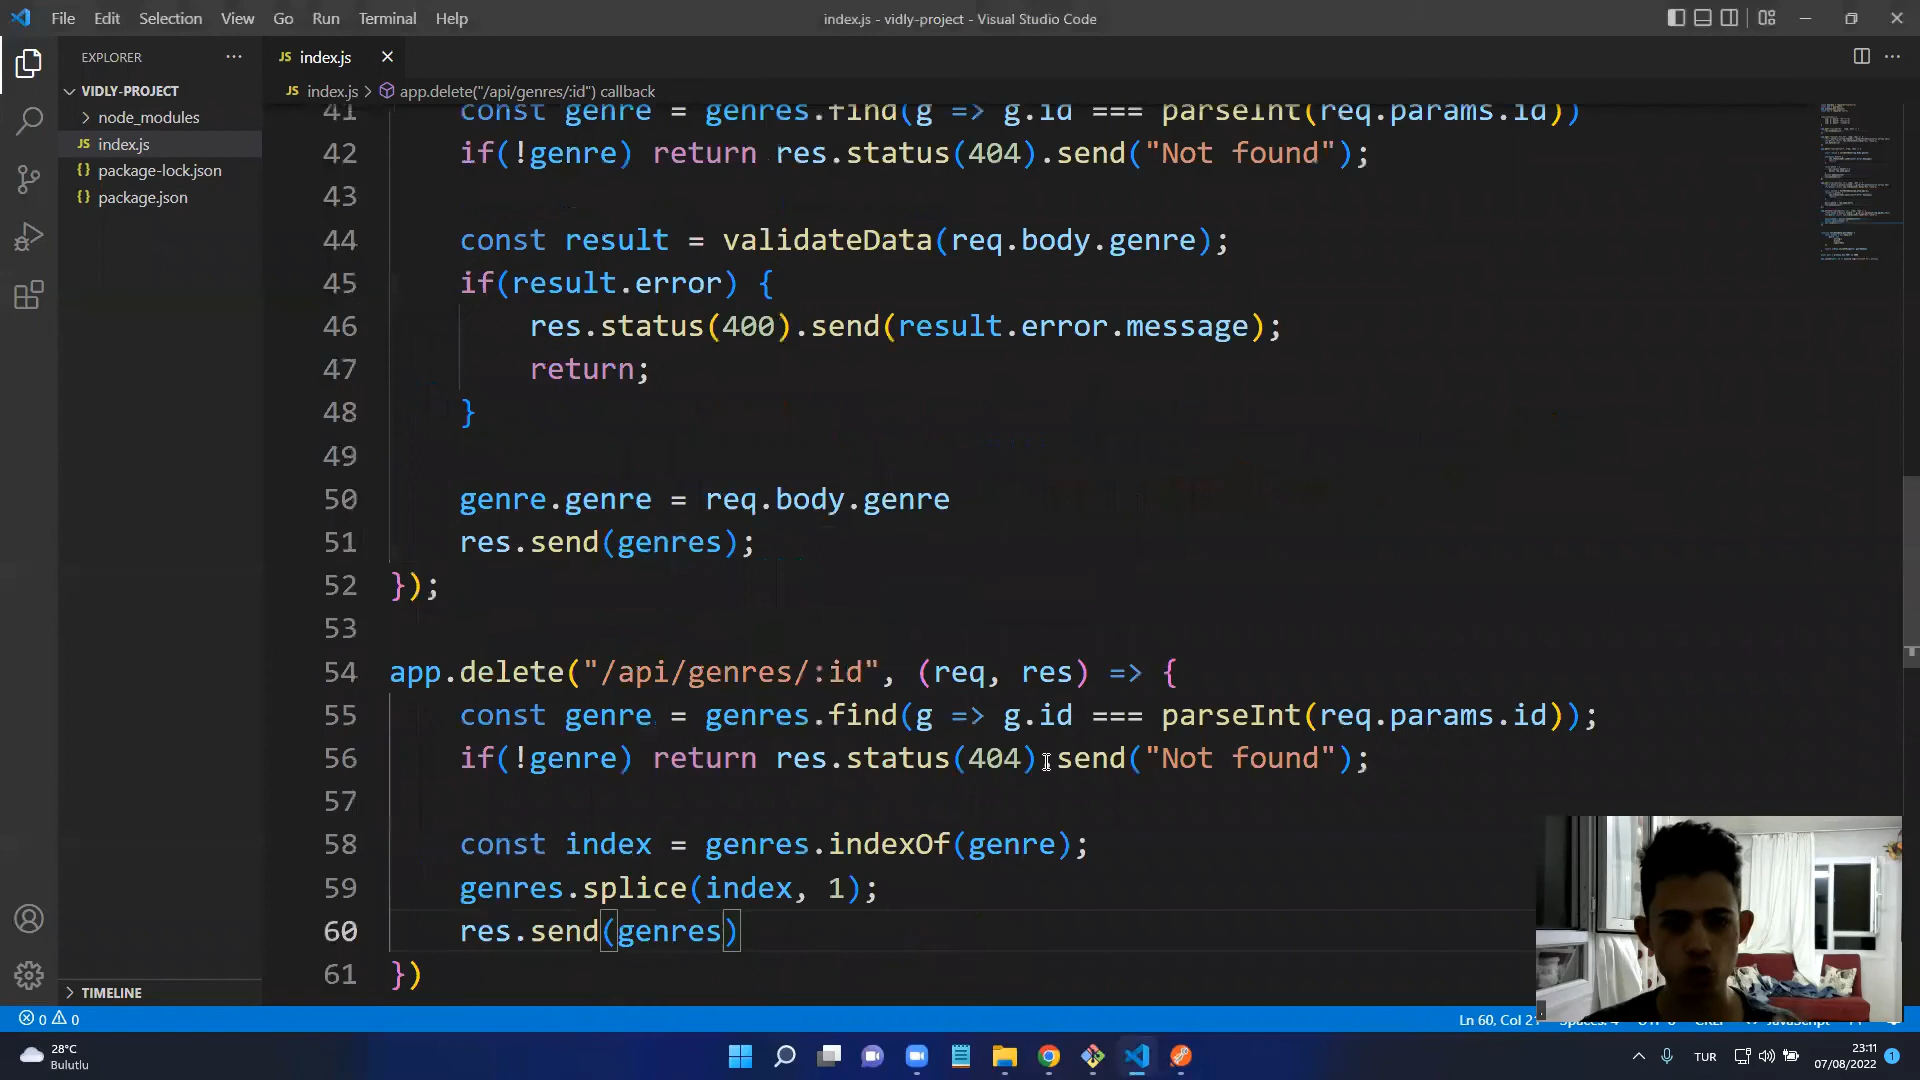 File Edit Selection View Go Run Terminal Help
index.js - vidly-project - Visual Studio Code
EXPLORER
VIDLY-PROJECT
node_modules
JS index.js
{} package-lock.json
{} package.json
TIMELINE
JS index.js
JS index.js > app.delete("/api/genres/:id") callback
41 const genre = genres.find(g => g.id === parseInt(req.params.id))
42 if(!genre) return res.status(404).send("Not found");
43
44 const result = validateData(req.body.genre);
45 if(result.error) {
46 res.status(400).send(result.error.message);
47 return;
48 }
49
50 genre.genre = req.body.genre
51 res.send(genres);
52 });
53
54 app.delete("/api/genres/:id", (req, res) => {
55 const genre = genres.find(g => g.id === parseInt(req.params.id));
56 if(!genre) return res.status(404).send("Not found");
57
58 const index = genres.indexOf(genre);
59 genres.splice(index, 1);
60 res.send(genres)
61 })
0 0
Ln 60, Col 21
28°C
Bulutlu
TUR
23:11
07/08/2022
1